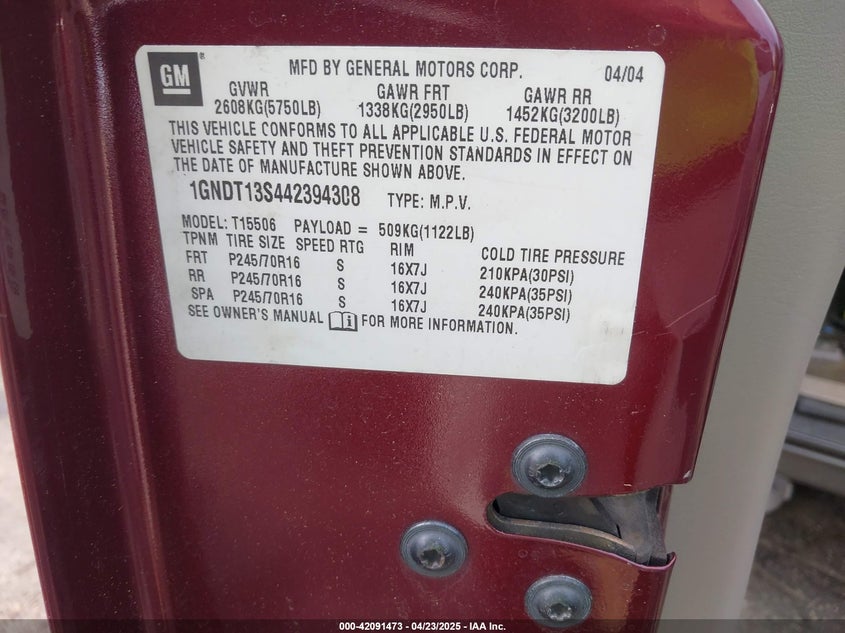 GM
MFD BY GENERAL MOTORS CORP. 04/04
GVWR GAWR FRT GAWR RR
2608KG(5750LB) 1338KG(2950LB) 1452KG(3200LB)
THIS VEHICLE CONFORMS TO ALL APPLICABLE U.S. FEDERAL MOTOR
VEHICLE SAFETY AND THEFT PREVENTION STANDARDS IN EFFECT ON
THE DATE OF MANUFACTURE SHOWN ABOVE.
1GNDT13S442394308 TYPE: M.P.V.
MODEL: T15506 PAYLOAD = 509KG(1122LB)
TPNM TIRE SIZE SPEED RTG RIM COLD TIRE PRESSURE
FRT P245/70R16 S 16X7J 210KPA(30PSI)
RR P245/70R16 S 16X7J 240KPA(35PSI)
SPA P245/70R16 S 16X7J 240KPA(35PSI)
SEE OWNER'S MANUAL FOR MORE INFORMATION.
000-42091473 — 04/23/2025 — IAA Inc.